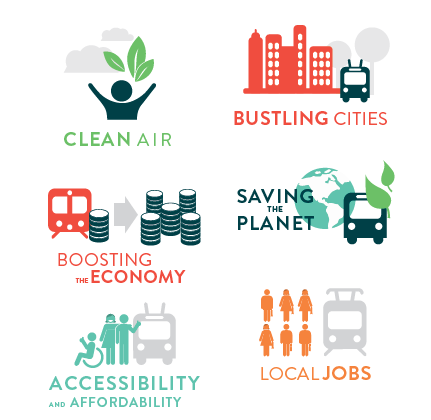 CLEAN AIR
BUSTLING CITIES
BOOSTING
THE ECONOMY
SAVING
THE
PLANET
ACCESSIBILITY
AND AFFORDABILITY
LOCAL JOBS